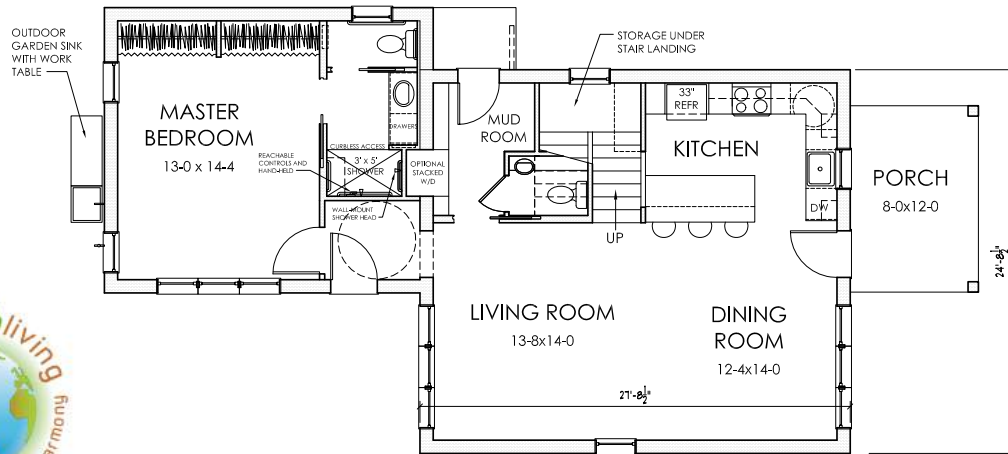 OUTDOOR
GARDEN SINK
WITH WORK
TABLE
MASTER
BEDROOM
13-0 x 14-4
REACHABLE
CONTROLS AND
HAND-HELD
DRAWERS
CURBLESS ACCESS
3' x 5'
SHOWER
WALL-MOUNT
SHOWER HEAD
OPTIONAL
STACKED
W/D
MUD
ROOM
STORAGE UNDER
STAIR LANDING
UP
33"
REFR
KITCHEN
DW
PORCH
8-0x12-0
24'-8½"
LIVING ROOM
13-8x14-0
DINING
ROOM
12-4x14-0
27'-8½"
living